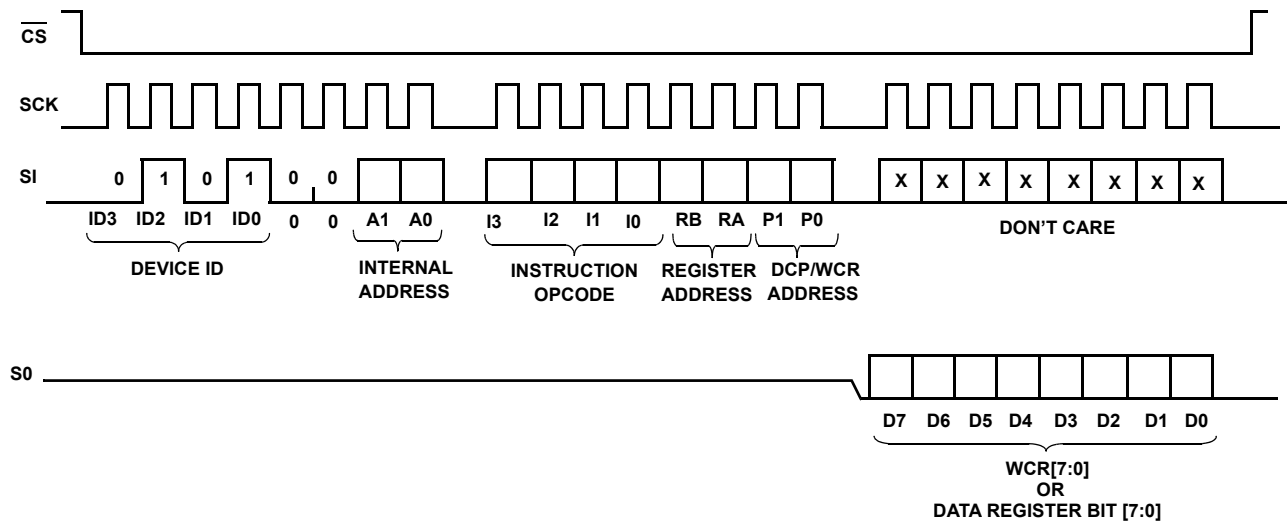 CS
SCK
SI
0 1 0 1 0 0
X X X X X X X X
ID3 ID2 ID1 ID0 0 0 A1 A0 I3 I2 I1 I0 RB RA P1 P0
DON'T CARE
DEVICE ID
INTERNAL
ADDRESS
INSTRUCTION
OPCODE
REGISTER
ADDRESS
DCP/WCR
ADDRESS
S0
D7 D6 D5 D4 D3 D2 D1 D0
WCR[7:0]
OR
DATA REGISTER BIT [7:0]